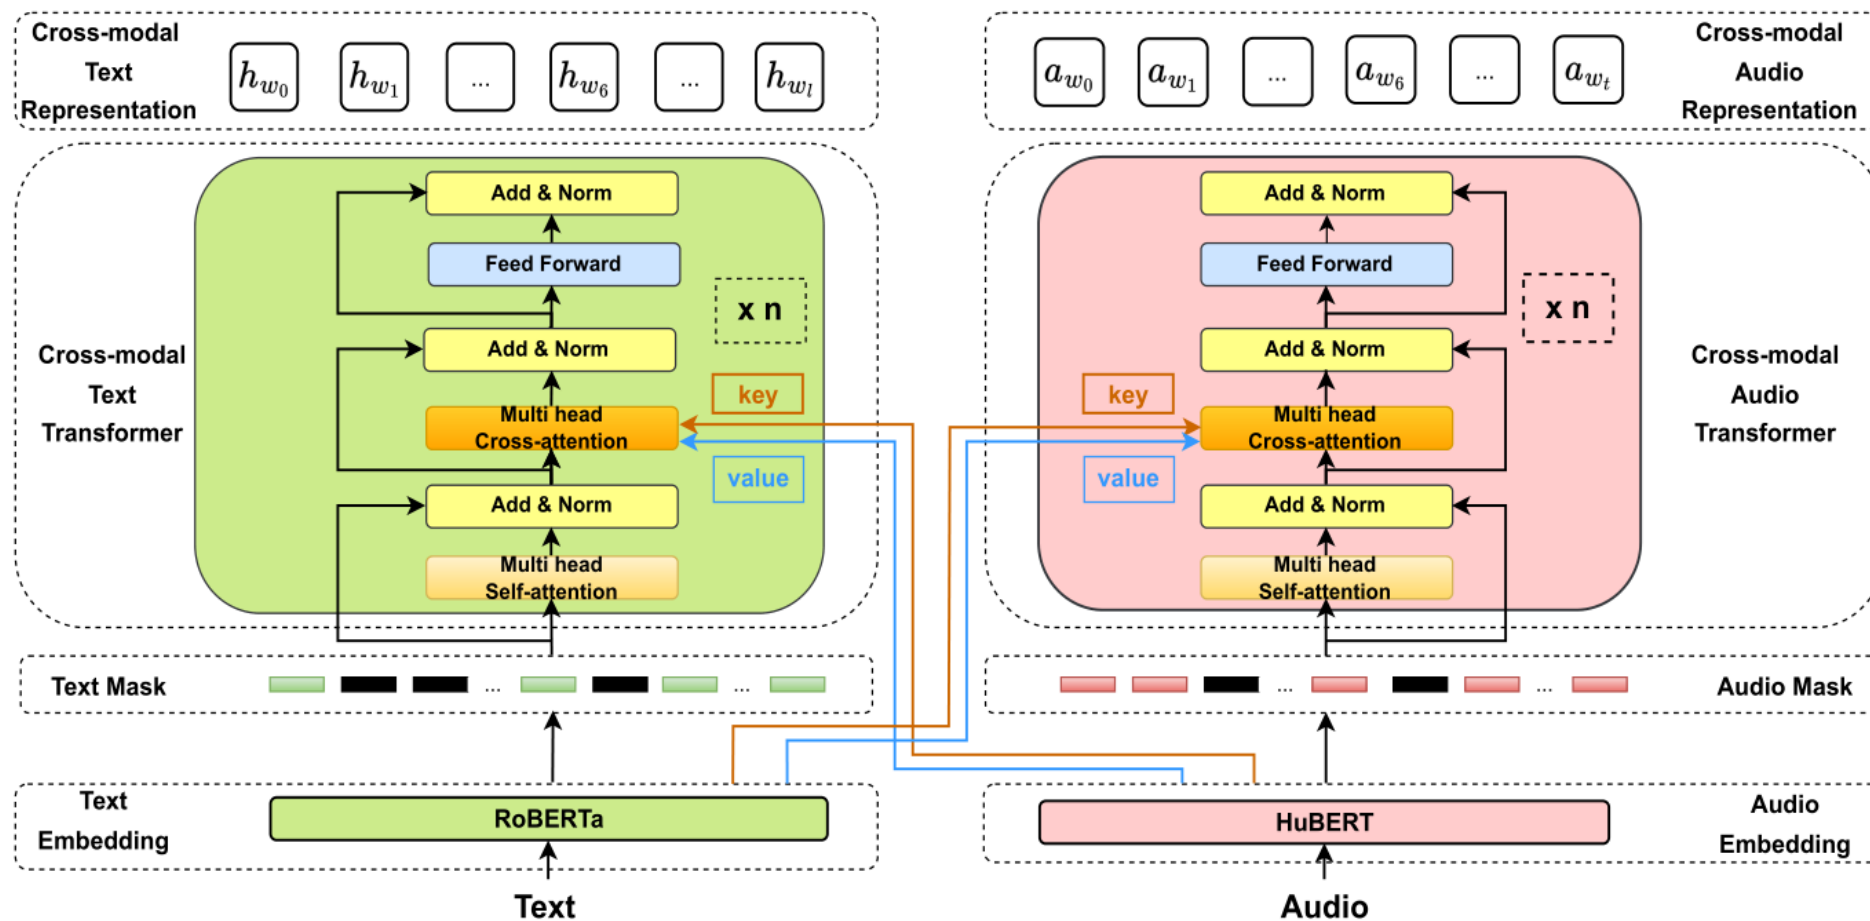 Cross-modal
Text
Representation
h_{w_0}
h_{w_1}
...
h_{w_6}
...
h_{w_l}
Cross-modal
Audio
Representation
a_{w_0}
a_{w_1}
...
a_{w_6}
...
a_{w_t}
Cross-modal
Text
Transformer
Add & Norm
Feed Forward
x n
Add & Norm
Multi head
Cross-attention
key
value
Add & Norm
Multi head
Self-attention
Cross-modal
Audio
Transformer
Add & Norm
Feed Forward
x n
Add & Norm
key
Multi head
Cross-attention
value
Add & Norm
Multi head
Self-attention
Text Mask
...
...
Audio Mask
...
...
Text
Embedding
RoBERTa
HuBERT
Audio
Embedding
Text
Audio